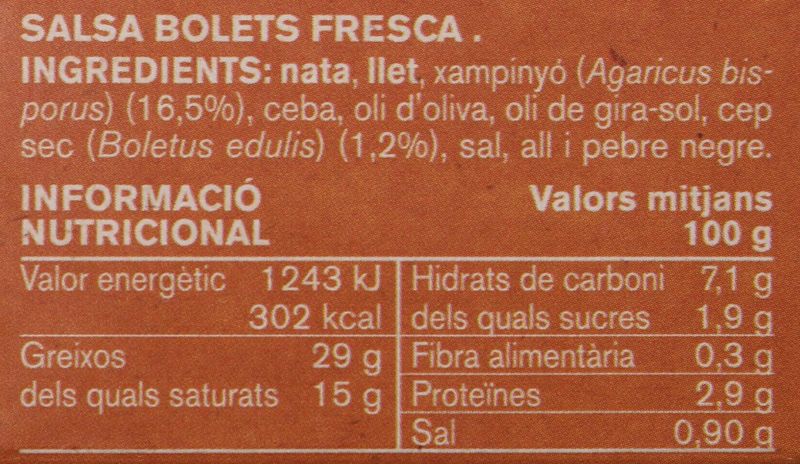 SALSA BOLETS FRESCA .
INGREDIENTS: nata, llet, xampinyó (Agaricus bis-
porus) (16,5%), ceba, oli d'oliva, oli de gira-sol, cep
sec (Boletus edulis) (1,2%), sal, all i pebre negre.
INFORMACIÓ Valors mitjans
NUTRICIONAL 100 g
Valor energètic 1243 kJ Hidrats de carboni 7,1 g
302 kcal dels quals sucres 1,9 g
Greixos 29 g Fibra alimentària 0,3 g
dels quals saturats 15 g Proteïnes 2,9 g
Sal 0,90 g